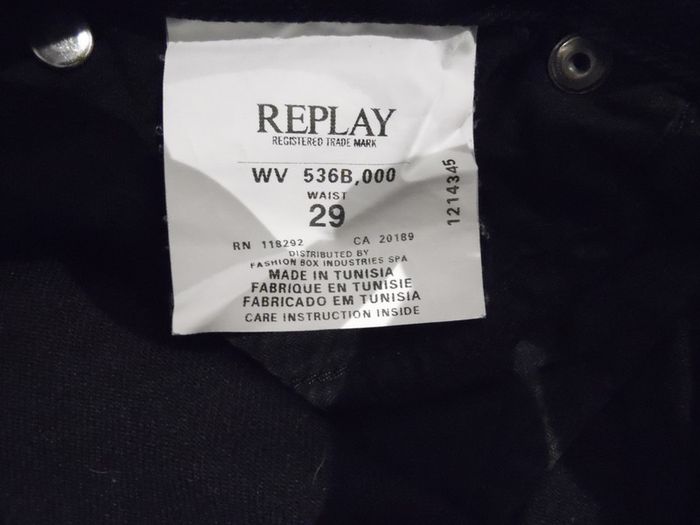 REPLAY
REGISTERED TRADE MARK
WV 536B,000
WAIST
29
RN 118292 CA 20189
DISTRIBUTED BY
FASHION BOX INDUSTRIES SPA
MADE IN TUNISIA
FABRIQUE EN TUNISIE
FABRICADO EM TUNISIA
CARE INSTRUCTION INSIDE
1214345